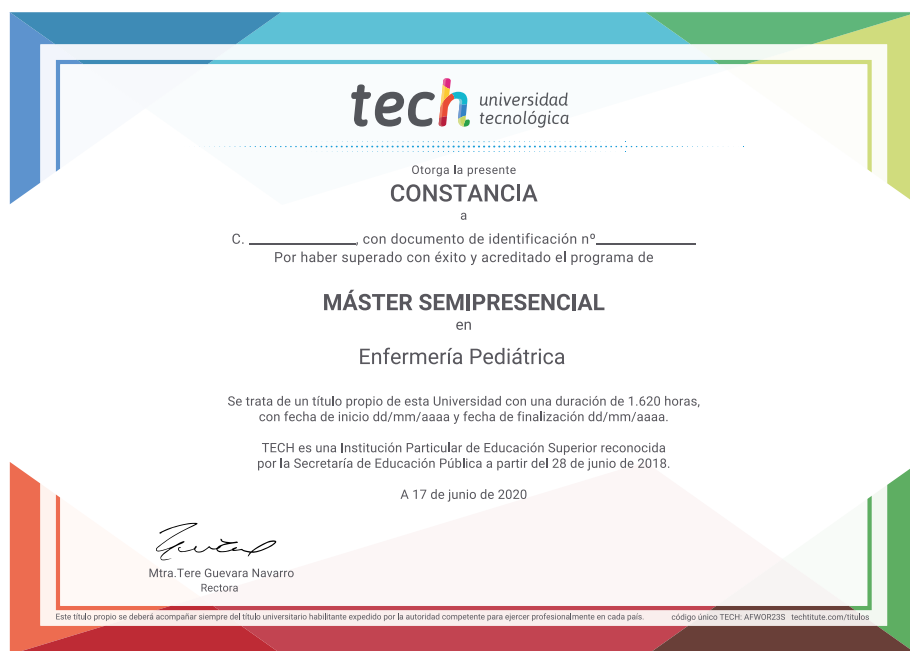 tech universidad
tecnológica
Otorga la presente
CONSTANCIA
a
C. ____________, con documento de identificación nº____________
Por haber superado con éxito y acreditado el programa de
MÁSTER SEMIPRESENCIAL
en
Enfermería Pediátrica
Se trata de un título propio de esta Universidad con una duración de 1.620 horas,
con fecha de inicio dd/mm/aaaa y fecha de finalización dd/mm/aaaa.
TECH es una Institución Particular de Educación Superior reconocida
por la Secretaría de Educación Pública a partir del 28 de junio de 2018.
A 17 de junio de 2020
Mtra.Tere Guevara Navarro
Rectora
Este título propio se deberá acompañar siempre del título universitario habilitante expedido por la autoridad competente para ejercer profesionalmente en cada país. código único TECH: AFWOR23S techtitute.com/titulos